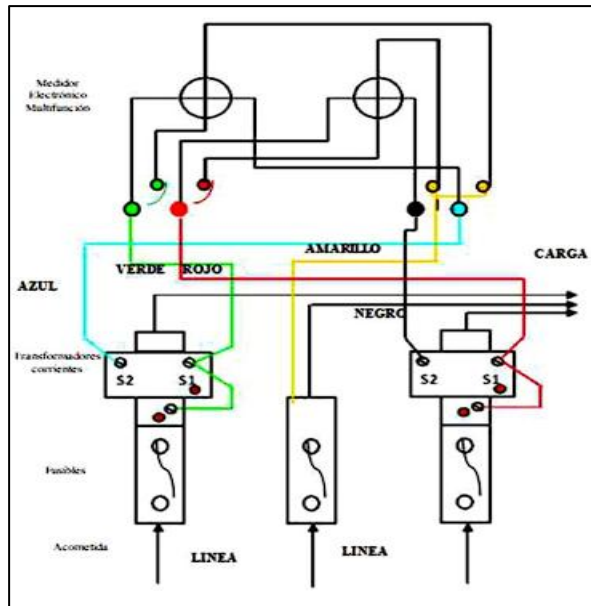 Medidor
Electrónico
Multifunción
AMARILLO
CARGA
VERDE ROJO
AZUL
NEGRO
Transformadores
corrientes
S2 S1
S2 S1
Fusibles
Acometida
LINEA
LINEA